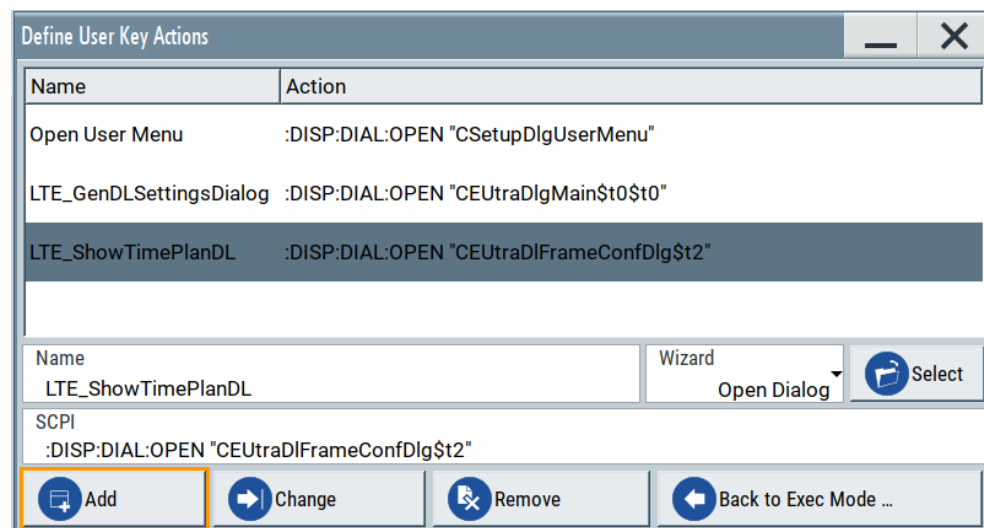 Define User Key Actions
Name Action
Open User Menu :DISP:DIAL:OPEN "CSetupDlgUserMenu"
LTE_GenDLSettingsDialog :DISP:DIAL:OPEN "CEUtraDlgMain$t0$t0"
LTE_ShowTimePlanDL :DISP:DIAL:OPEN "CEUtraDlFrameConfDlg$t2"
Name Wizard
LTE_ShowTimePlanDL Open Dialog Select
SCPI
:DISP:DIAL:OPEN "CEUtraDlFrameConfDlg$t2"
Add Change Remove Back to Exec Mode ...